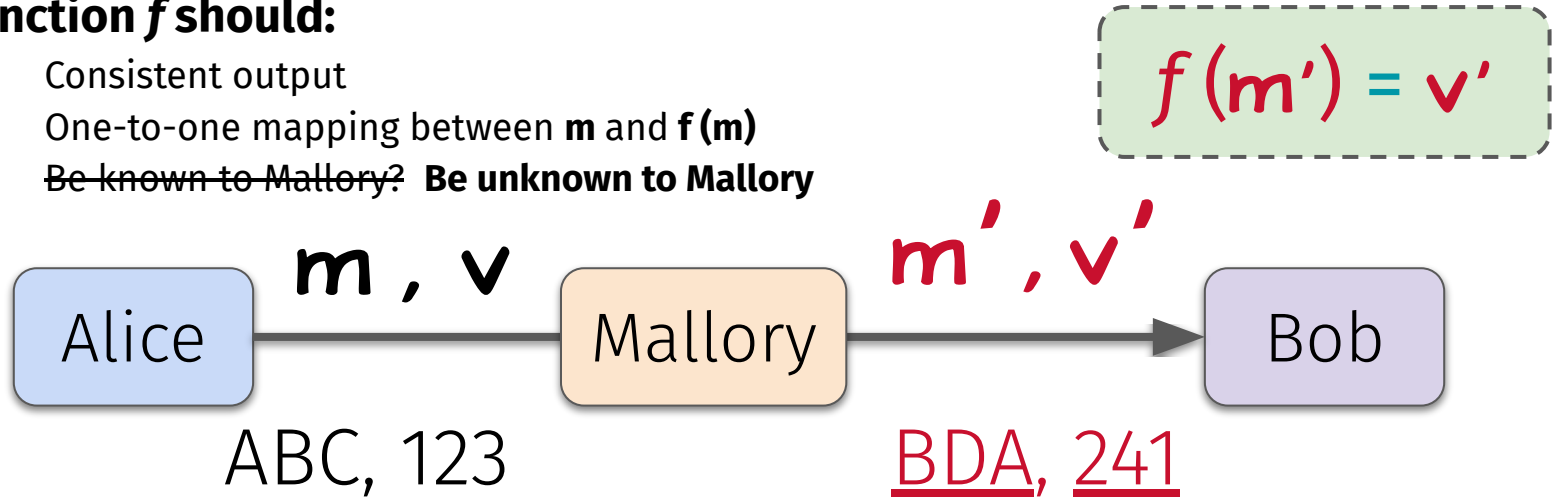 nction f should:
Consistent output
One-to-one mapping between m and f (m)
Be known to Mallory? Be unknown to Mallory
f (m') = v'
m , v
m' , v'
Alice
Mallory
Bob
ABC, 123
BDA, 241